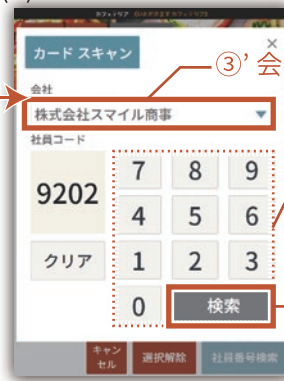 カード スキャン
×
③’会
会社
株式会社スマイル商事
社員コード
9202
7 8 9
4 5 6
クリア
1 2 3
0
検索
キャンセル
選択解除
社員番号検索